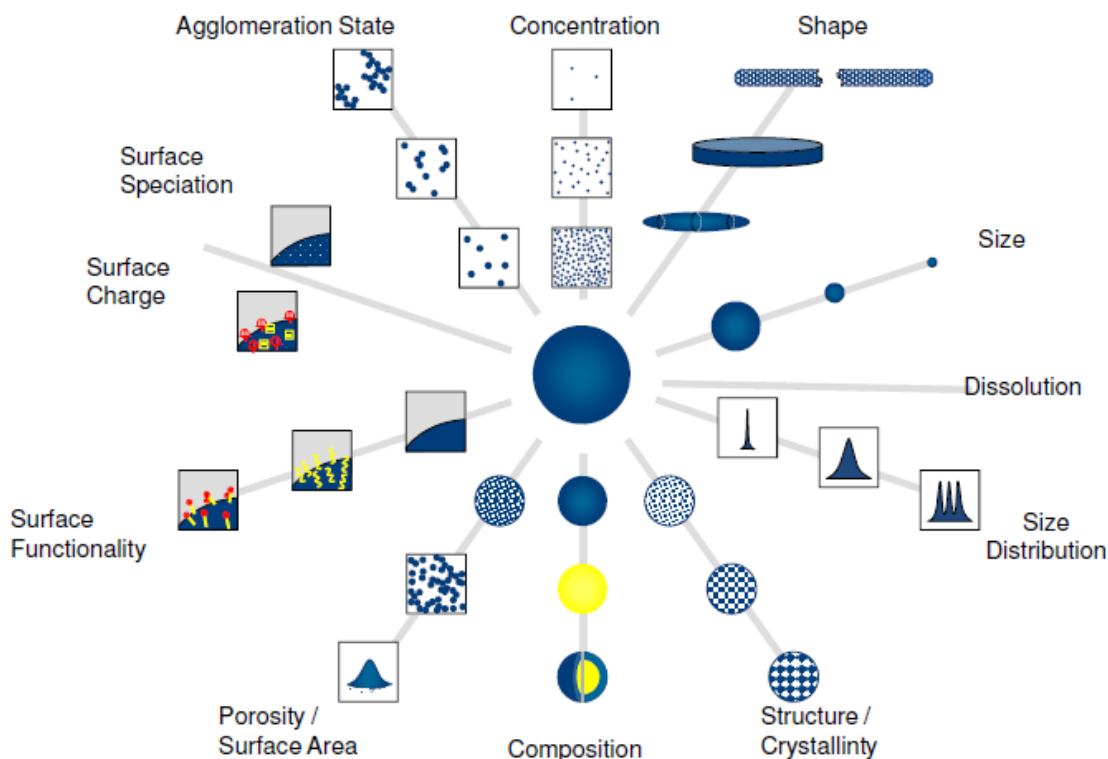 Agglomeration State
Concentration
Shape
Surface
Speciation
Surface
Charge
Size
Dissolution
Surface
Functionality
Size
Distribution
Porosity /
Surface Area
Composition
Structure /
Crystallinty